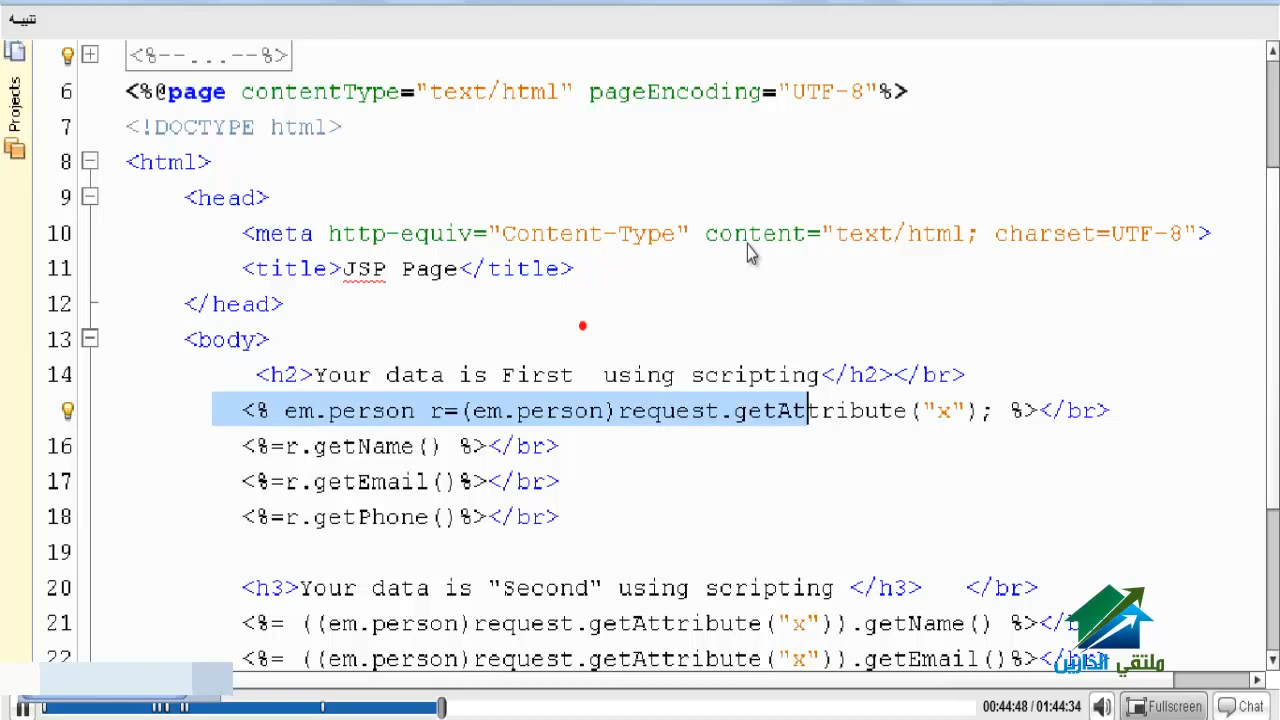 تنبيه
Projects
<%--...--%>
6 <%@page contentType="text/html" pageEncoding="UTF-8"%>
7 <!DOCTYPE html>
8 <html>
9 <head>
10 <meta http-equiv="Content-Type" content="text/html; charset=UTF-8">
11 <title>JSP Page</title>
12 </head>
13 <body>
14 <h2>Your data is First  using scripting</h2></br>
<% em.person r=(em.person)request.getAttribute("x"); %></br>
16 <%=r.getName() %></br>
17 <%=r.getEmail()%></br>
18 <%=r.getPhone()%></br>
19
20 <h3>Your data is "Second" using scripting </h3>   </br>
21 <%= ((em.person)request.getAttribute("x")).getName() %></b
22 <%= ((em.person)request.getAttribute("x")).getEmail()%></b
ملتقي الدارين
00:44:48 / 01:44:34 Fullscreen Chat